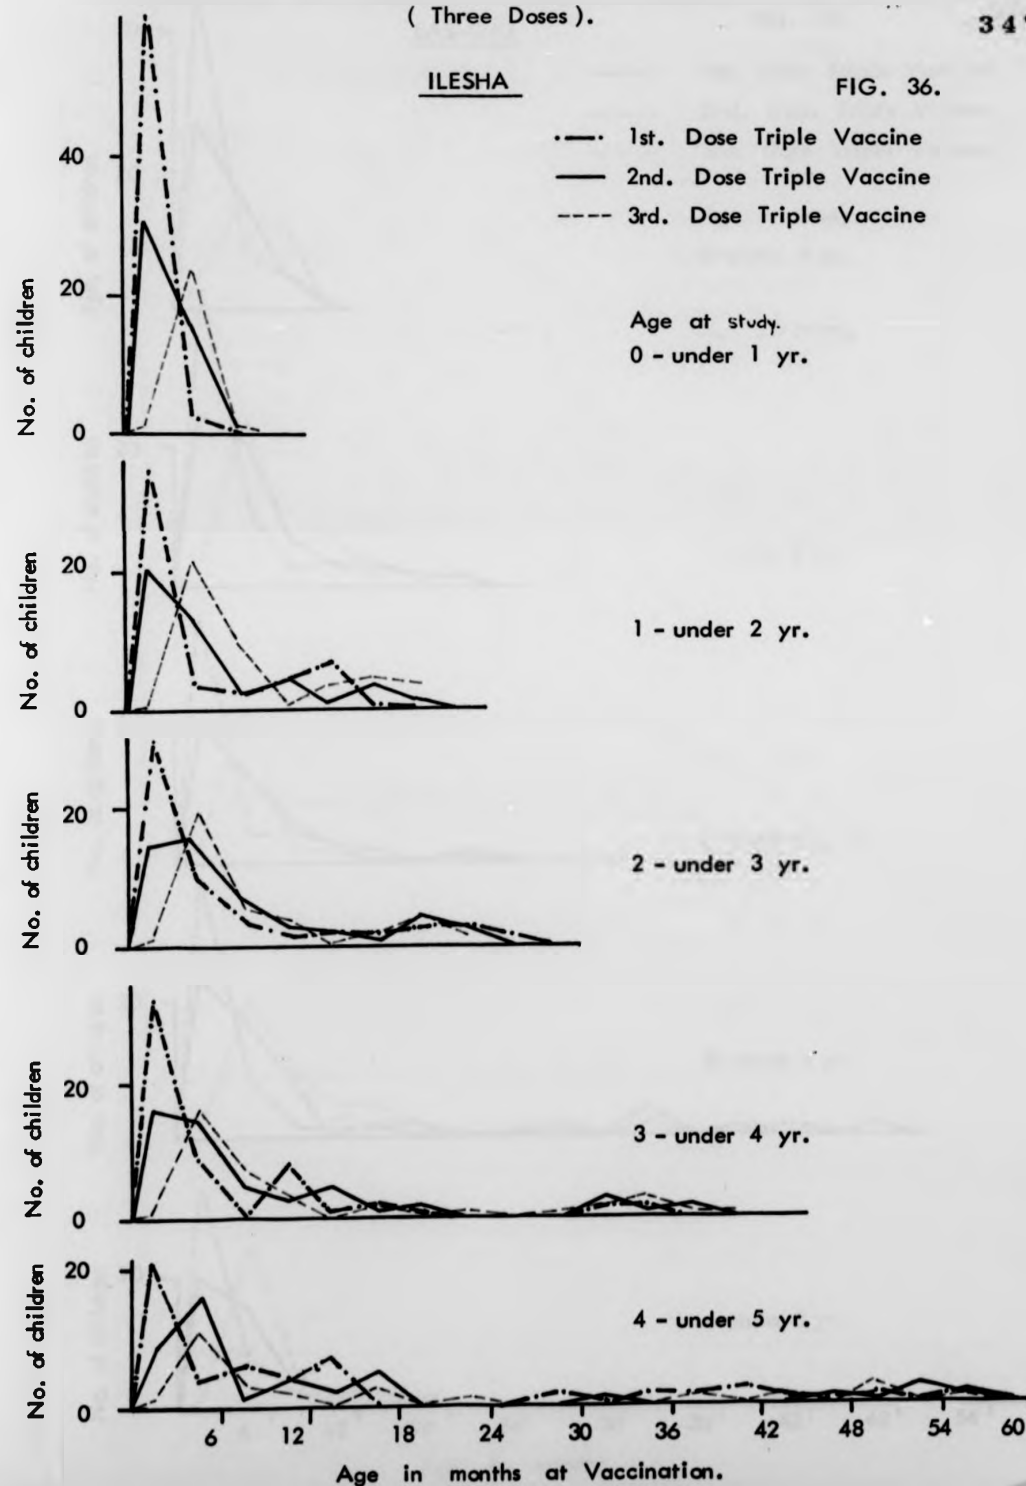 ( Three Doses ).
34
ILESHA
FIG. 36.
1st. Dose Triple Vaccine
2nd. Dose Triple Vaccine
3rd. Dose Triple Vaccine
No. of children
40
20
0
Age at study.
0 - under 1 yr.
No. of children
20
0
1 - under 2 yr.
No. of children
20
0
2 - under 3 yr.
No. of children
20
0
3 - under 4 yr.
No. of children
20
0
4 - under 5 yr.
6 12 18 24 30 36 42 48 54 60
Age in months at Vaccination.